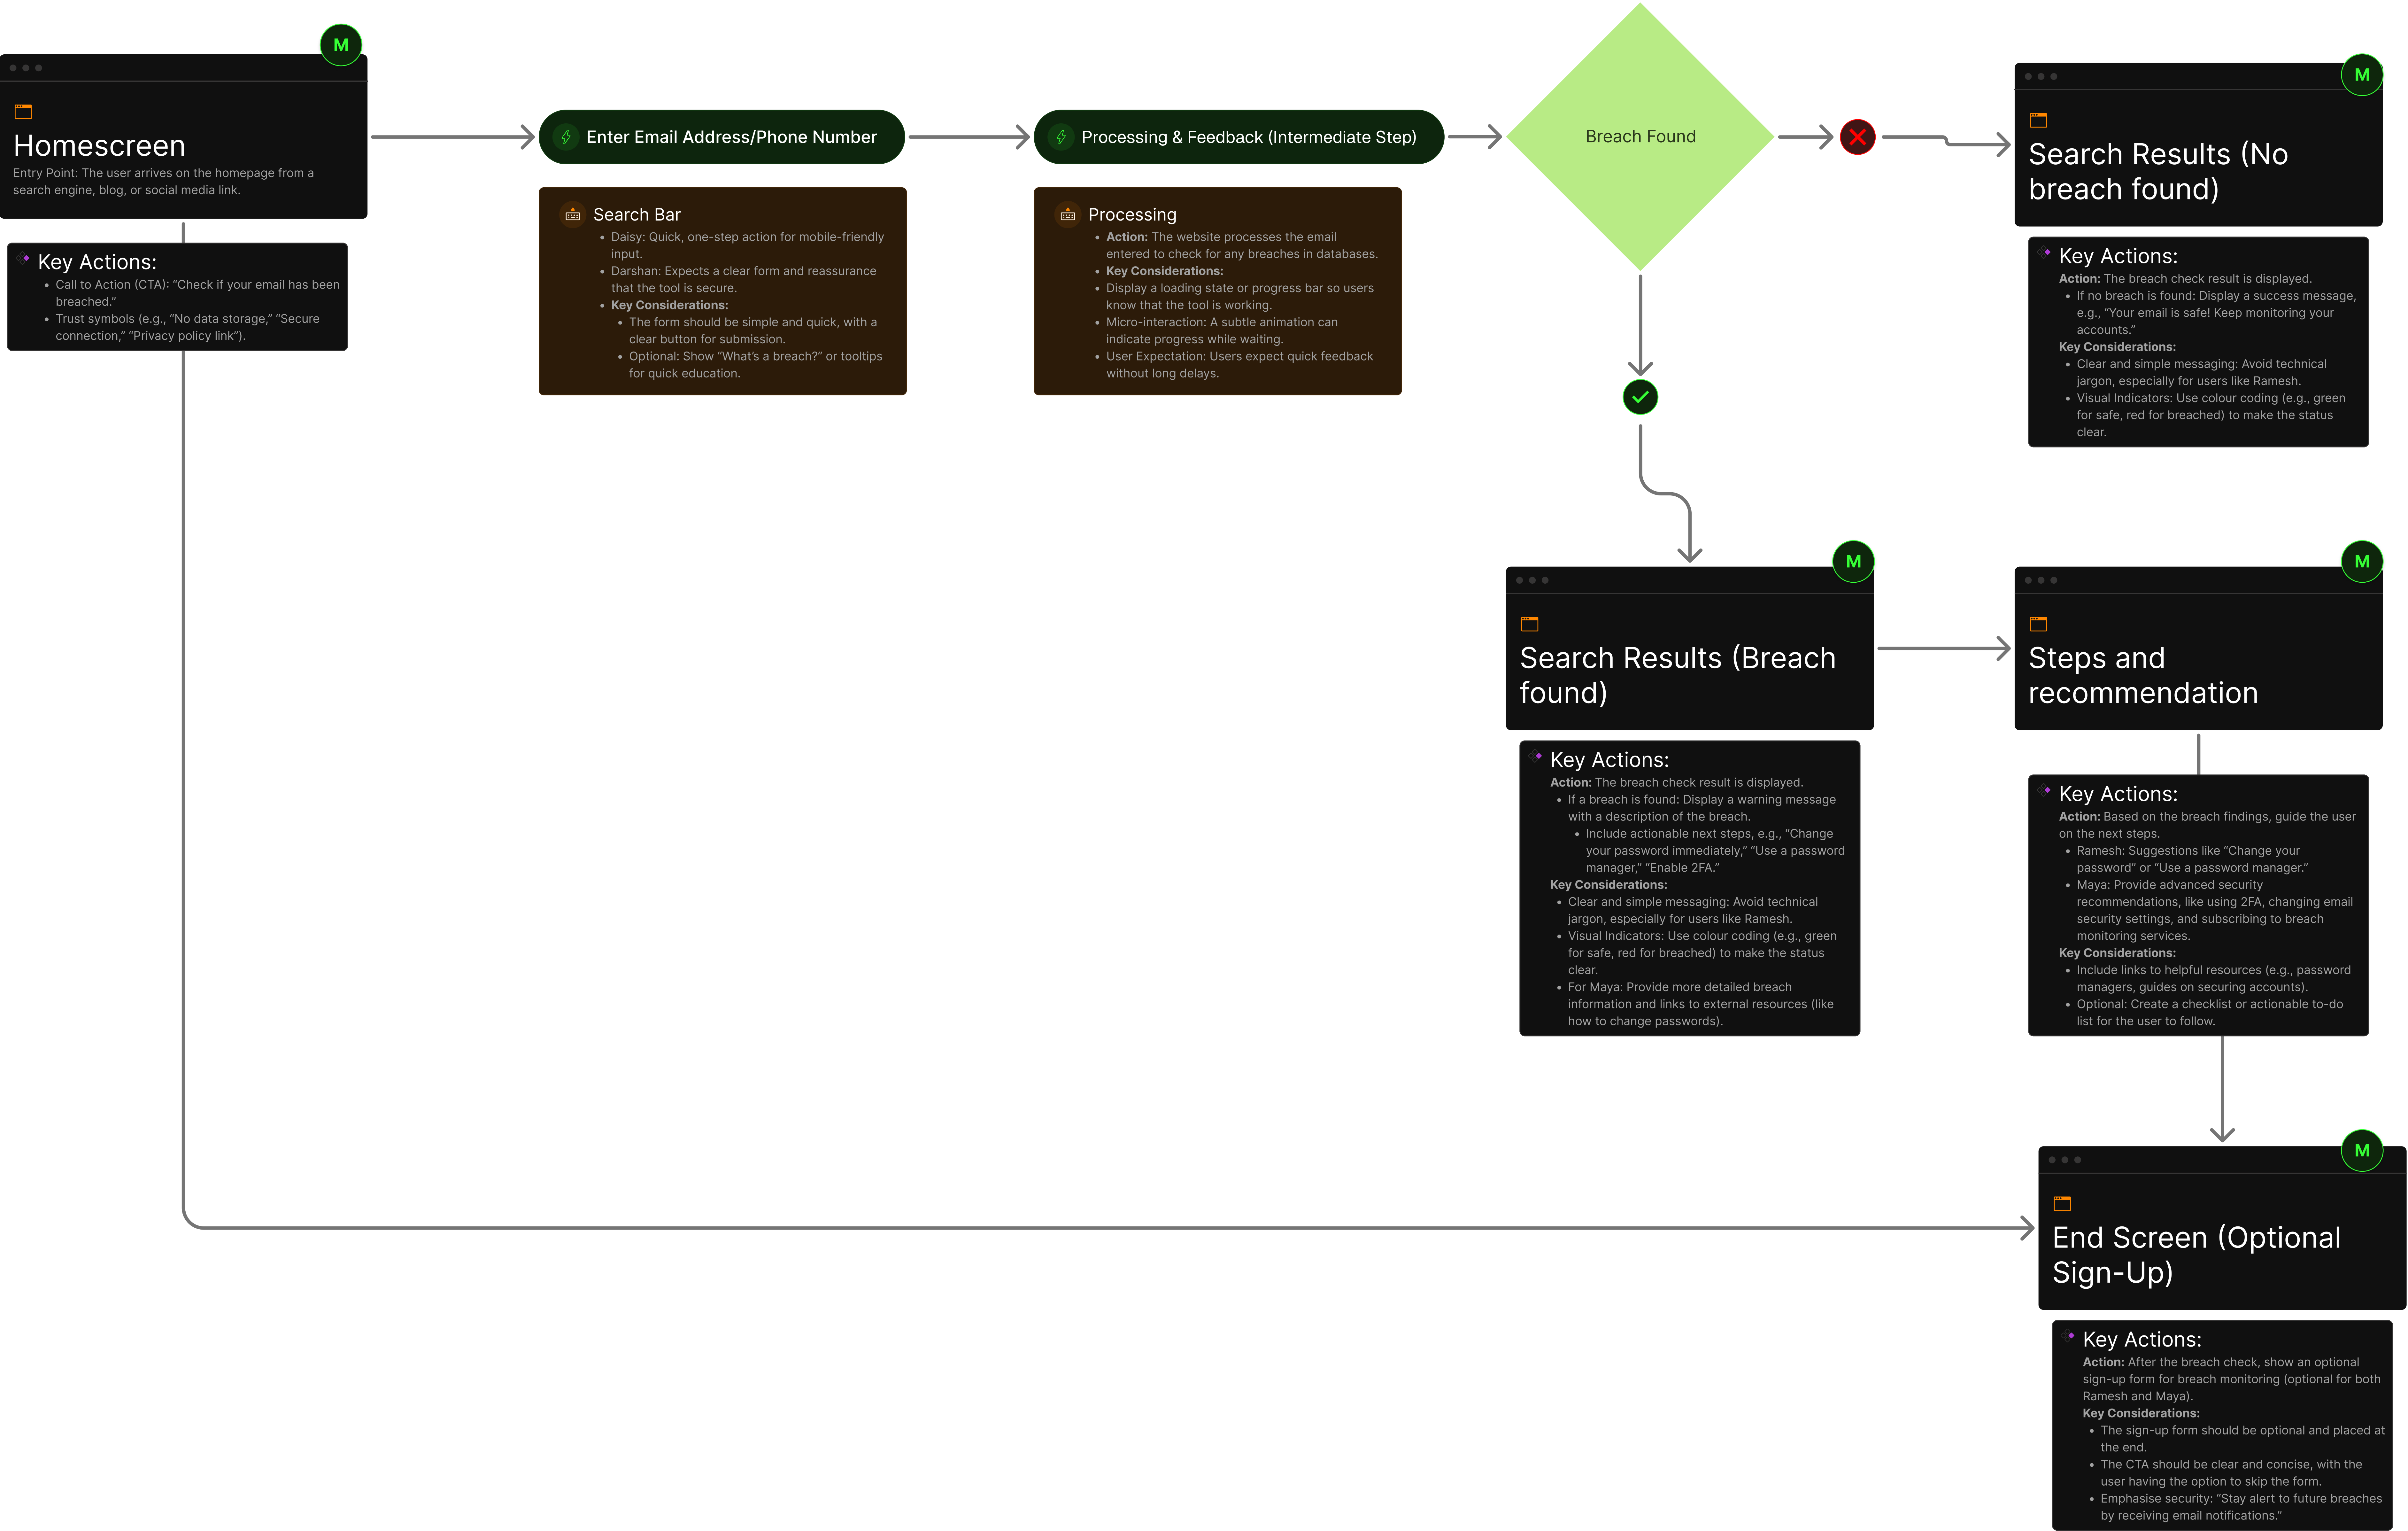 M
Homescreen
Entry Point: The user arrives on the homepage from a
search engine, blog, or social media link.
Key Actions:
• Call to Action (CTA): “Check if your email has been
breached.”
• Trust symbols (e.g., “No data storage,” “Secure
connection,” “Privacy policy link”).
Enter Email Address/Phone Number
Search Bar
• Daisy: Quick, one-step action for mobile-friendly
input.
• Darshan: Expects a clear form and reassurance
that the tool is secure.
• Key Considerations:
• The form should be simple and quick, with a
clear button for submission.
• Optional: Show “What’s a breach?” or tooltips
for quick education.
Processing & Feedback (Intermediate Step)
Processing
• Action: The website processes the email
entered to check for any breaches in databases.
• Key Considerations:
• Display a loading state or progress bar so users
know that the tool is working.
• Micro-interaction: A subtle animation can
indicate progress while waiting.
• User Expectation: Users expect quick feedback
without long delays.
Breach Found
M
Search Results (No
breach found)
Key Actions:
Action: The breach check result is displayed.
• If no breach is found: Display a success message,
e.g., “Your email is safe! Keep monitoring your
accounts.”
Key Considerations:
• Clear and simple messaging: Avoid technical
jargon, especially for users like Ramesh.
• Visual Indicators: Use colour coding (e.g., green
for safe, red for breached) to make the status
clear.
M
Search Results (Breach
found)
Key Actions:
Action: The breach check result is displayed.
• If a breach is found: Display a warning message
with a description of the breach.
• Include actionable next steps, e.g., “Change
your password immediately,” “Use a password
manager,” “Enable 2FA.”
Key Considerations:
• Clear and simple messaging: Avoid technical
jargon, especially for users like Ramesh.
• Visual Indicators: Use colour coding (e.g., green
for safe, red for breached) to make the status
clear.
• For Maya: Provide more detailed breach
information and links to external resources (like
how to change passwords).
M
Steps and
recommendation
Key Actions:
Action: Based on the breach findings, guide the user
on the next steps.
• Ramesh: Suggestions like “Change your
password” or “Use a password manager.”
• Maya: Provide advanced security
recommendations, like using 2FA, changing email
security settings, and subscribing to breach
monitoring services.
Key Considerations:
• Include links to helpful resources (e.g., password
managers, guides on securing accounts).
• Optional: Create a checklist or actionable to-do
list for the user to follow.
M
End Screen (Optional
Sign-Up)
Key Actions:
Action: After the breach check, show an optional
sign-up form for breach monitoring (optional for both
Ramesh and Maya).
Key Considerations:
• The sign-up form should be optional and placed at
the end.
• The CTA should be clear and concise, with the
user having the option to skip the form.
• Emphasise security: “Stay alert to future breaches
by receiving email notifications.”